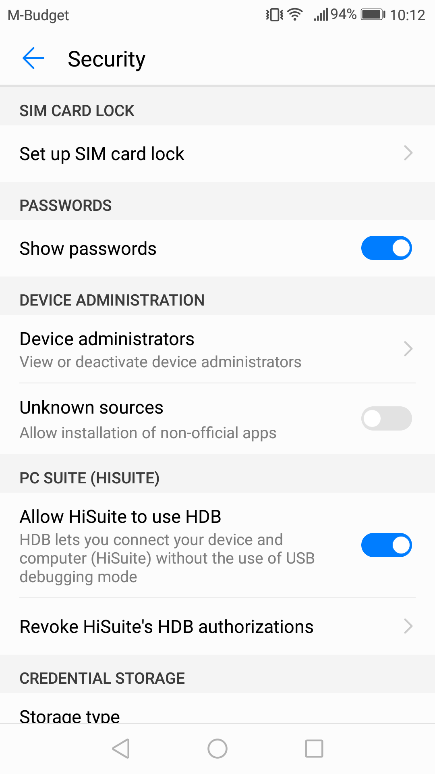 M-Budget 94% 10:12
Security
SIM CARD LOCK
Set up SIM card lock
PASSWORDS
Show passwords
DEVICE ADMINISTRATION
Device administrators
View or deactivate device administrators
Unknown sources
Allow installation of non-official apps
PC SUITE (HISUITE)
Allow HiSuite to use HDB
HDB lets you connect your device and
computer (HiSuite) without the use of USB
debugging mode
Revoke HiSuite's HDB authorizations
CREDENTIAL STORAGE
Storage type